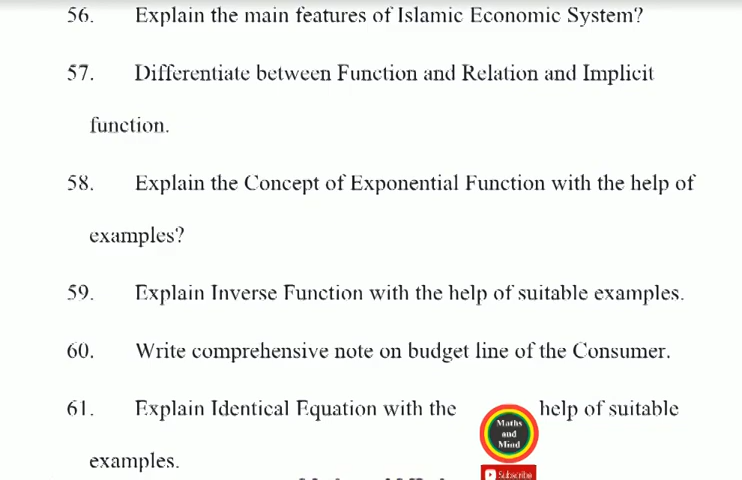 56. Explain the main features of Islamic Economic System?
57. Differentiate between Function and Relation and Implicit
function.
58. Explain the Concept of Exponential Function with the help of
examples?
59. Explain Inverse Function with the help of suitable examples.
60. Write comprehensive note on budget line of the Consumer.
61. Explain Identical Equation with the help of suitable
Maths
and
Mind
examples.
Subscribe